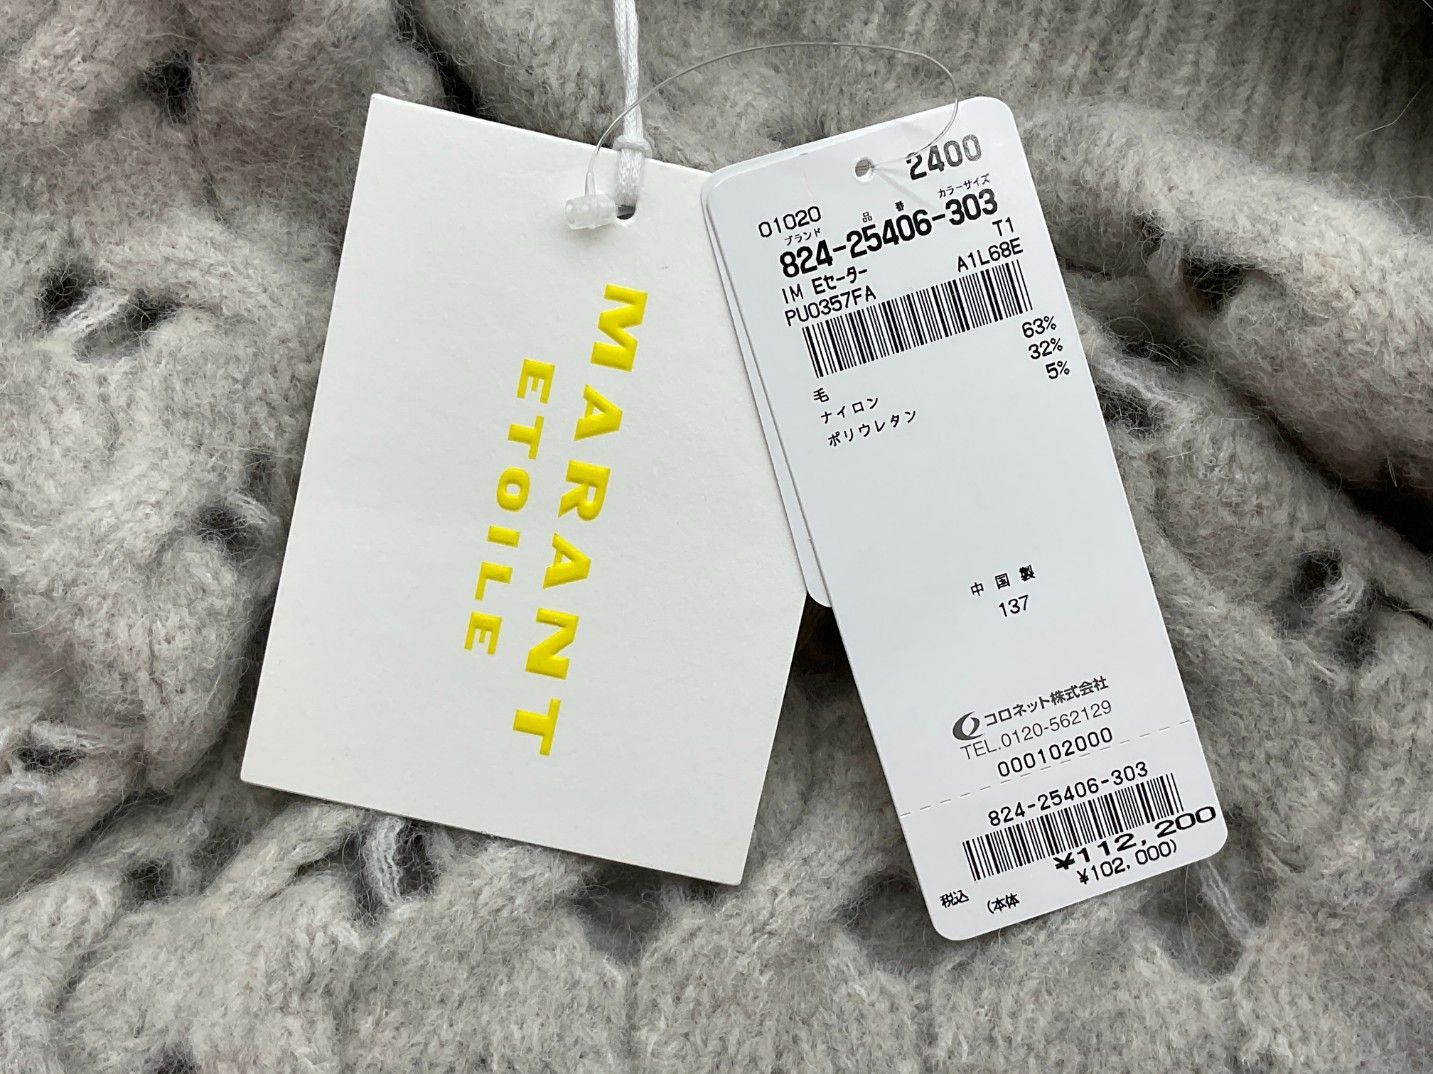 MARANT
ETOILE
2400
01020
ブランド 品番 カラーサイズ
824-25406-303
IM Eセーター T1
PU0357FA A1L68E
毛 63%
ナイロン 32%
ポリウレタン 5%
中国製
137
コロネット株式会社
TEL.0120-562129
000102000
824-25406-303
税込 ¥112,200
(本体 ¥102,000)